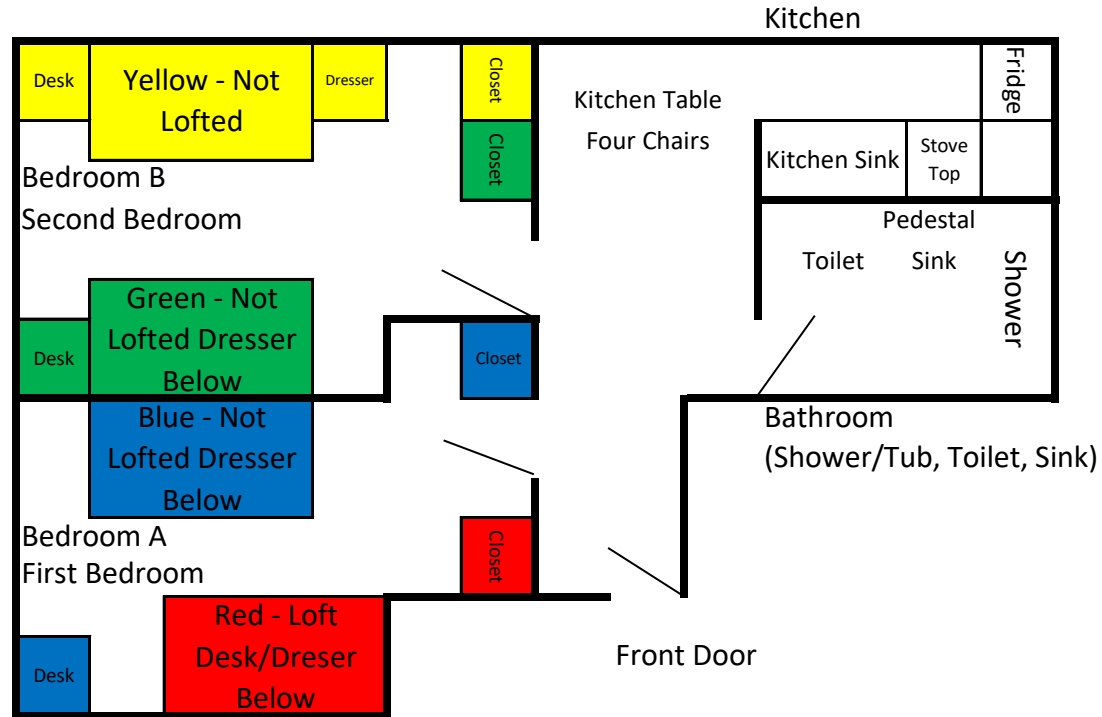 Kitchen
Desk
Yellow - Not
Lofted
Dresser
Closet
Closet
Kitchen Table
Four Chairs
Fridge
Kitchen Sink
Stove
Top
Bedroom B
Second Bedroom
Pedestal
Toilet
Sink
Shower
Green - Not
Lofted Dresser
Below
Desk
Closet
Blue - Not
Lofted Dresser
Below
Bathroom
(Shower/Tub, Toilet, Sink)
Bedroom A
First Bedroom
Closet
Red - Loft
Desk/Dreser
Below
Desk
Front Door